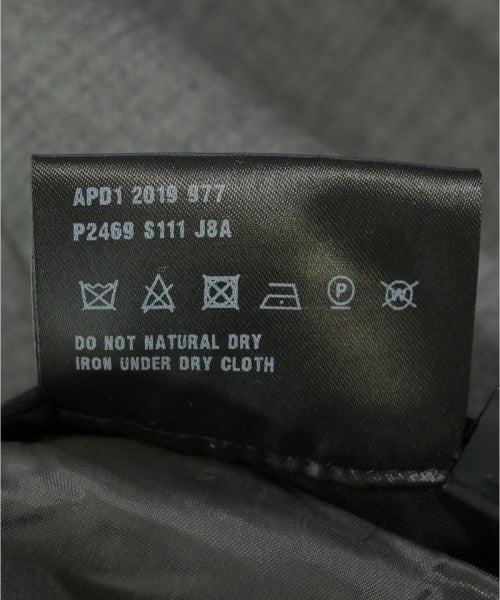 APD1 2019 977
P2469 S111 J8A
P W
DO NOT NATURAL DRY
IRON UNDER DRY CLOTH